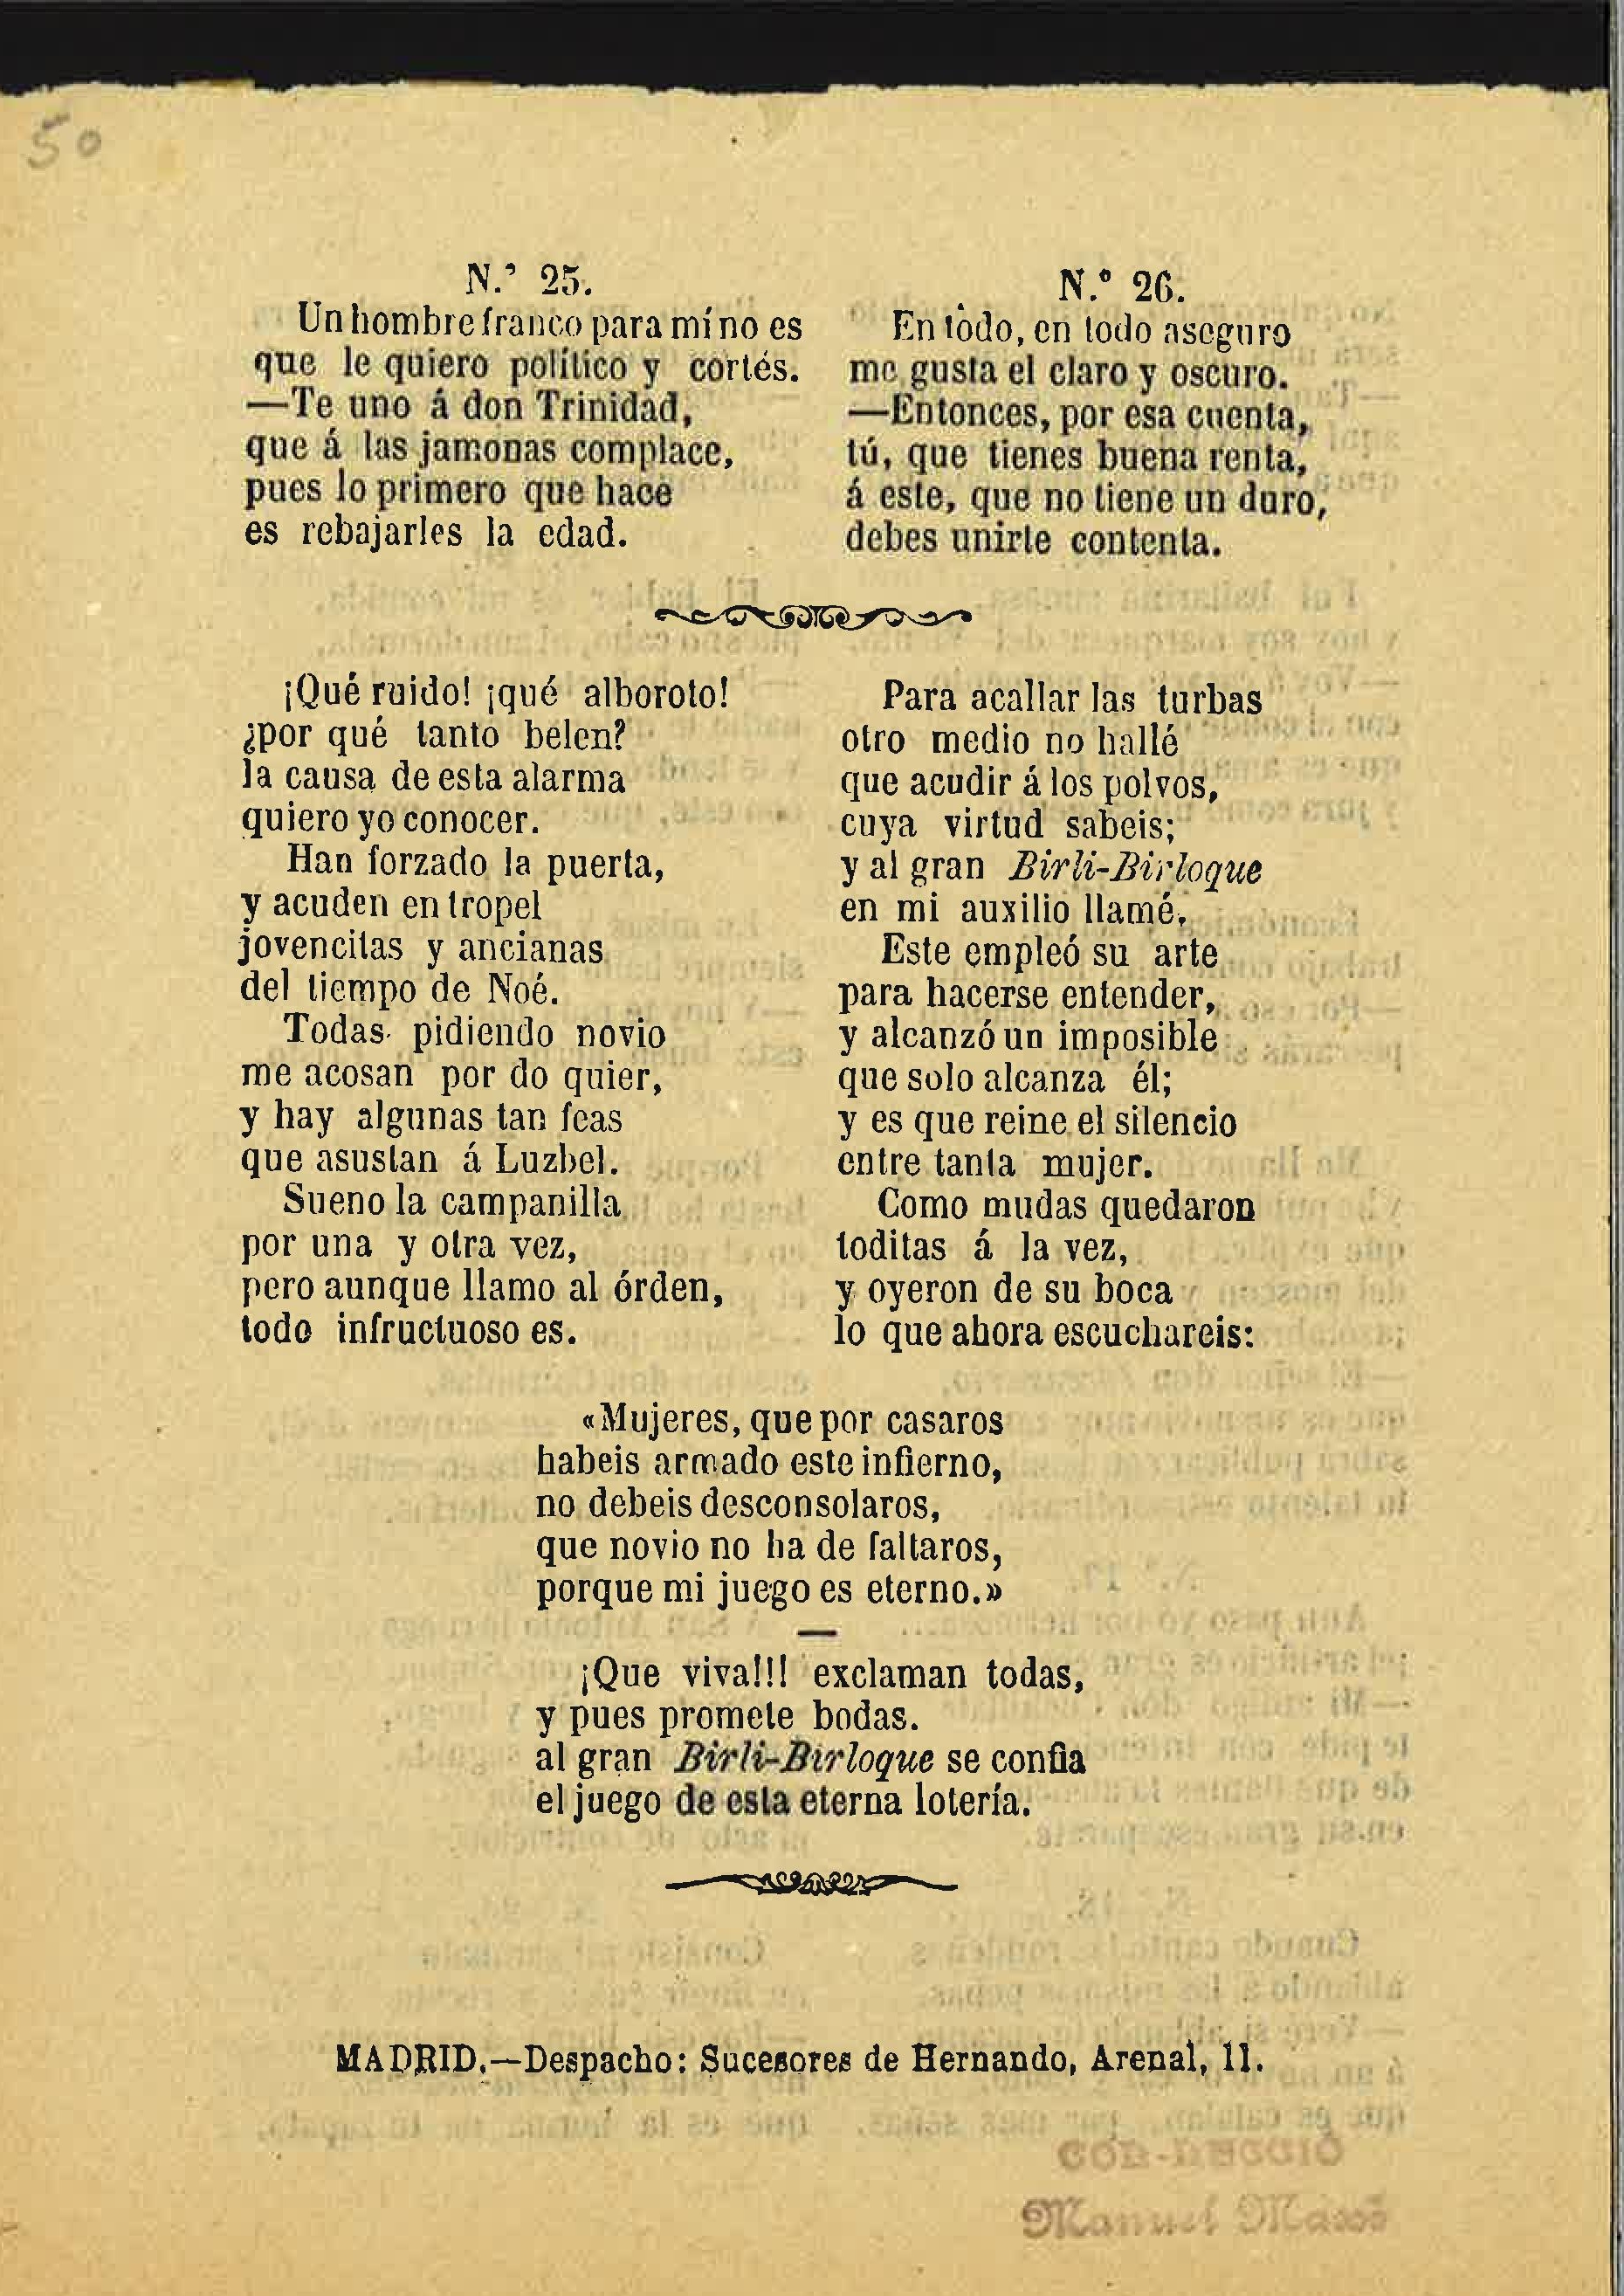 50
N.º 25.
Un hombre franco para mí no es
que le quiero político y cortés.
—Te uno á don Trinidad,
que á las jamonas complace,
pues lo primero que hace
es rebajarles la edad.
N.º 26.
En todo, en todo aseguro
me gusta el claro y oscuro.
—Entonces, por esa cuenta,
tú, que tienes buena renta,
á este, que no tiene un duro,
debes unirte contenta.
¡Qué ruido! ¡qué alboroto!
¿por qué tanto belen?
la causa de esta alarma
quiero yo conocer.
Han forzado la puerta,
y acuden en tropel
jovencitas y ancianas
del tiempo de Noé.
Todas pidiendo novio
me acosan por do quier,
y hay algunas tan feas
que asustan á Luzbel.
Sueno la campanilla
por una y otra vez,
pero aunque llamo al órden,
todo infructuoso es.
Para acallar las turbas
otro medio no hallé
que acudir á los polvos,
cuya virtud sabeis;
y al gran Birli-Birloque
en mi auxilio llamé.
Este empleó su arte
para hacerse entender,
y alcanzó un imposible
que solo alcanza él;
y es que reine el silencio
entre tanta mujer.
Como mudas quedaron
toditas á la vez,
y oyeron de su boca
lo que ahora escuchareis:
«Mujeres, que por casaros
habeis armado este infierno,
no debeis desconsolaros,
que novio no ha de faltaros,
porque mi juego es eterno.»
—
¡Que viva!!! exclaman todas,
y pues promete bodas.
al gran Birli-Birloque se confia
el juego de esta eterna lotería.
MADRID.—Despacho: Sucesores de Hernando, Arenal, 11.
Manuel Massó